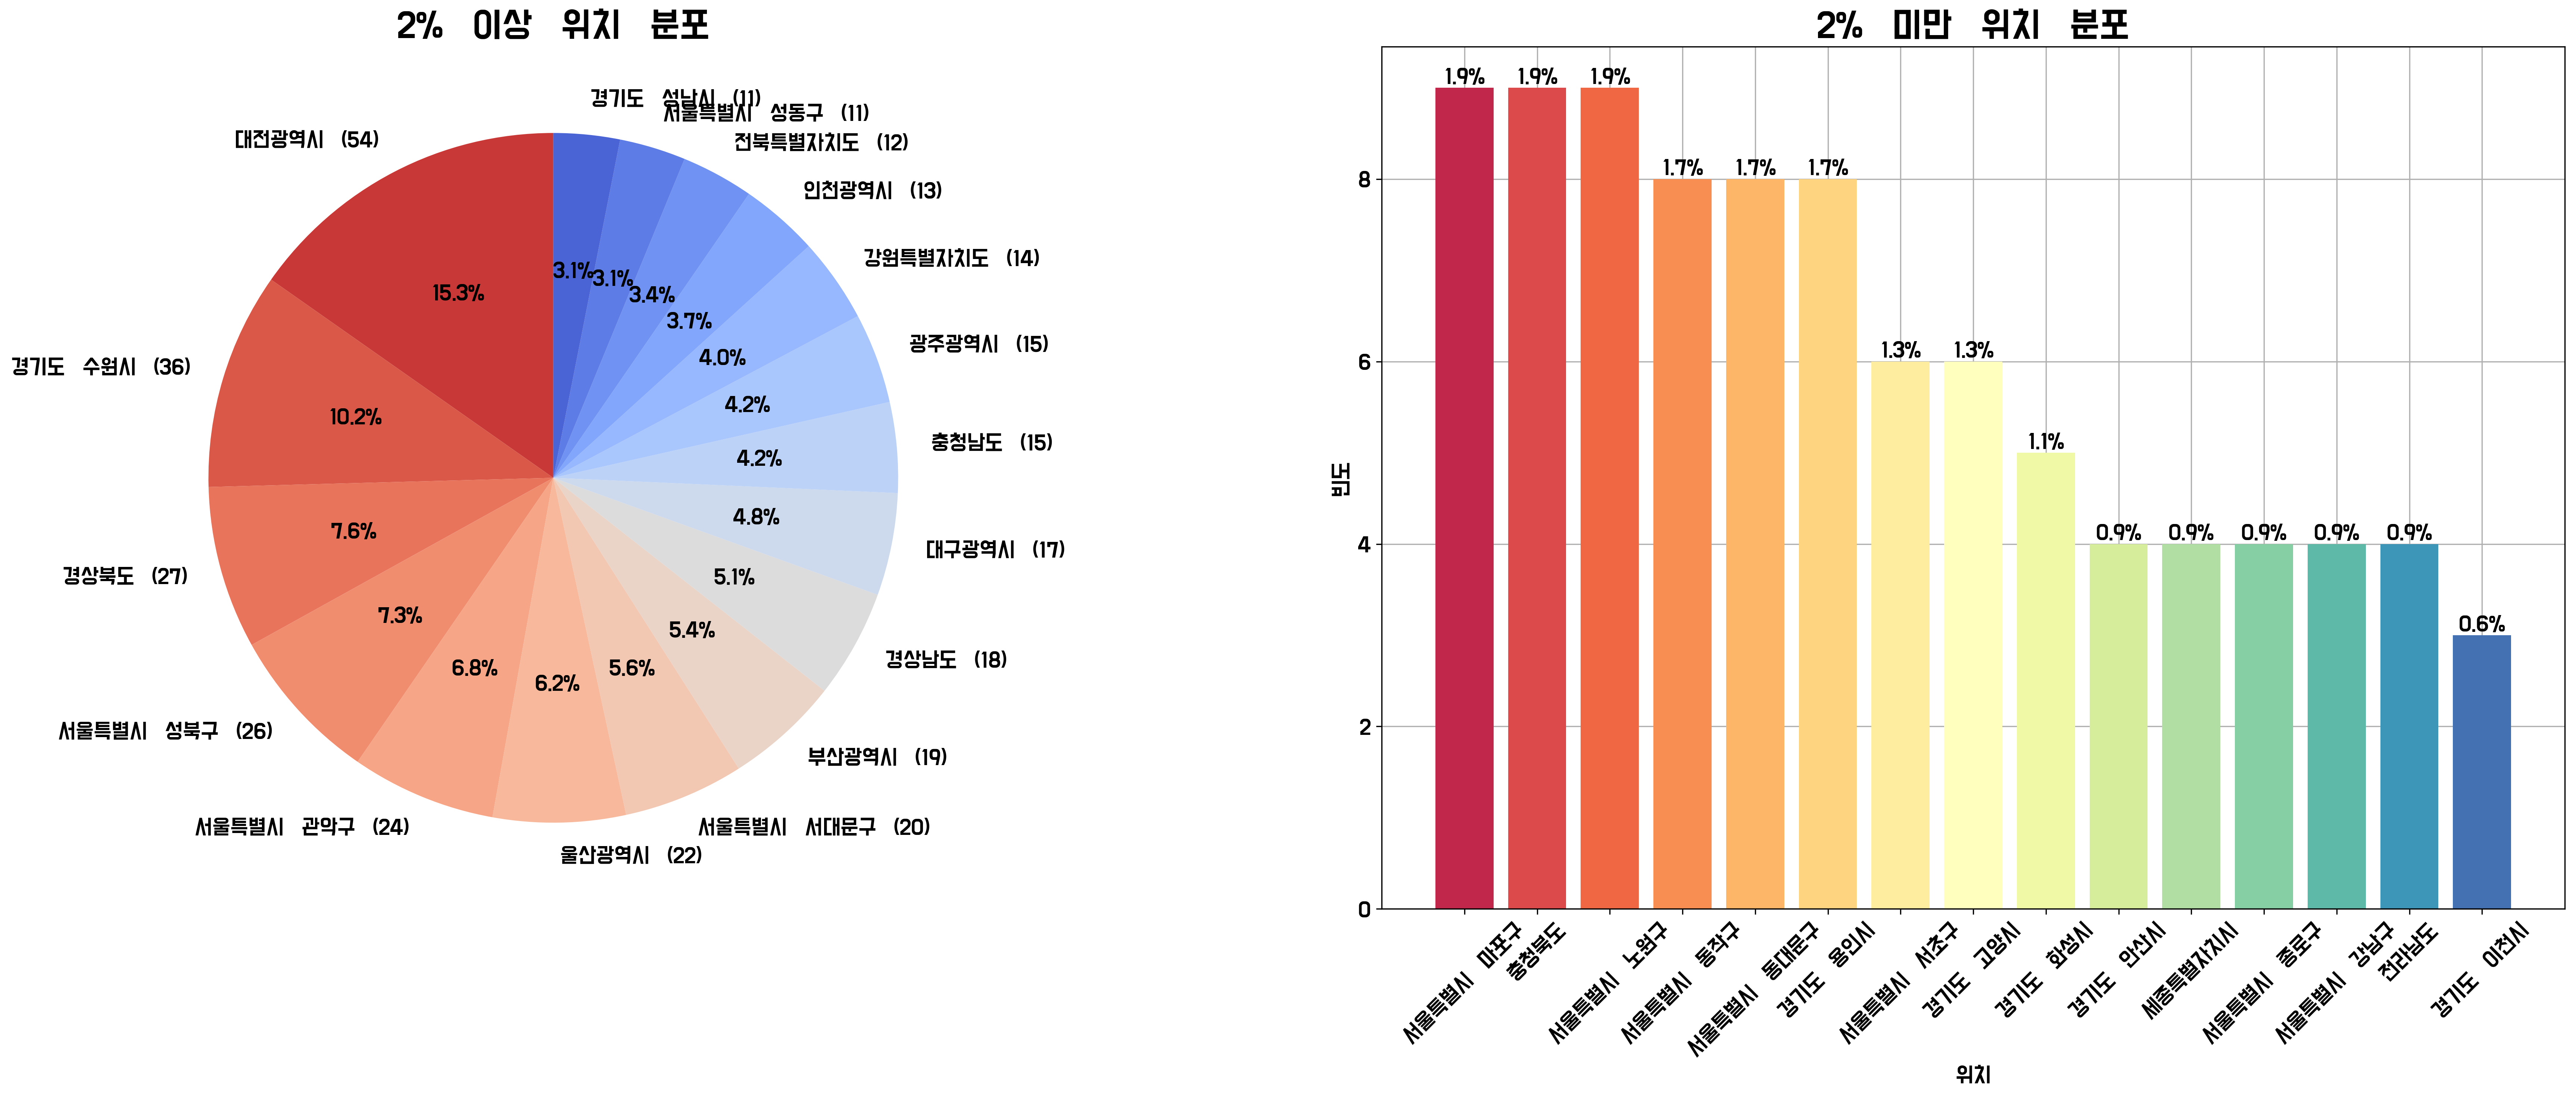 2% 이상 위치 분포
경기도 성남시 (11)
서울특별시 성동구 (11)
전북특별자치도 (12)
인천광역시 (13)
강원특별자치도 (14)
광주광역시 (15)
충청남도 (15)
대구광역시 (17)
경상남도 (18)
부산광역시 (19)
서울특별시 서대문구 (20)
울산광역시 (22)
서울특별시 관악구 (24)
서울특별시 성북구 (26)
경상북도 (27)
경기도 수원시 (36)
대전광역시 (54)
3.1%
3.1%
3.4%
3.7%
4.0%
4.2%
4.2%
4.8%
5.1%
5.4%
5.6%
6.2%
6.8%
7.3%
7.6%
10.2%
15.3%
2% 미만 위치 분포
빈도
8
6
4
2
0
1.9%
1.9%
1.9%
1.7%
1.7%
1.7%
1.3%
1.3%
1.1%
0.9%
0.9%
0.9%
0.9%
0.9%
0.6%
서울특별시 마포구
충청북도
서울특별시 노원구
서울특별시 동작구
서울특별시 동대문구
경기도 용인시
서울특별시 서초구
경기도 고양시
경기도 화성시
경기도 안산시
세종특별자치시
서울특별시 종로구
서울특별시 강남구
전라남도
경기도 이천시
위치